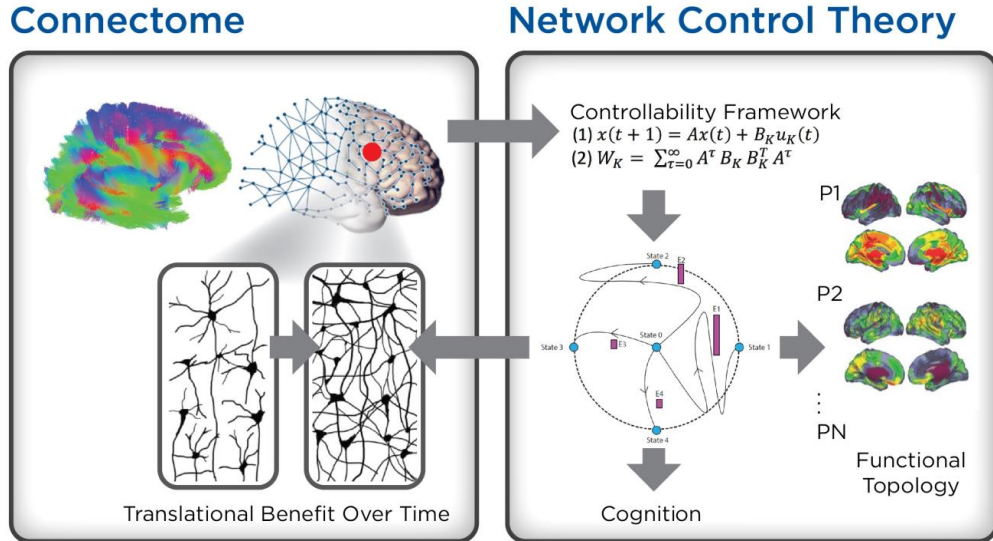 Connectome
Network Control Theory
Controllability Framework
(1) x(t + 1) = Ax(t) + B_K u_K(t)
(2) W_K = ∑_{τ=0}^{∞} A^τ B_K B_K^T A^τ
P1
State 2
E2
E1
P2
State 3
E3
State 0
State 1
E4
State 4
PN
Functional
Topology
Translational Benefit Over Time
Cognition